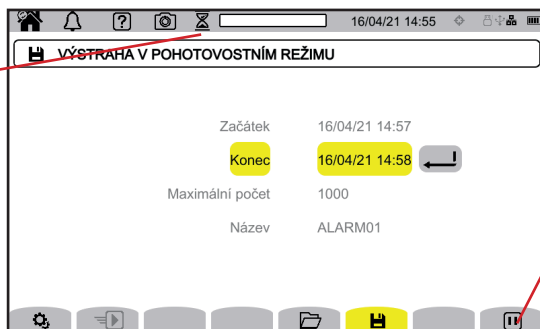 16/04/21 14:55
VÝSTRAHA V POHOTOVOSTNÍM REŽIMU
Začátek 16/04/21 14:57
Konec 16/04/21 14:58
Maximální počet 1000
Název ALARM01